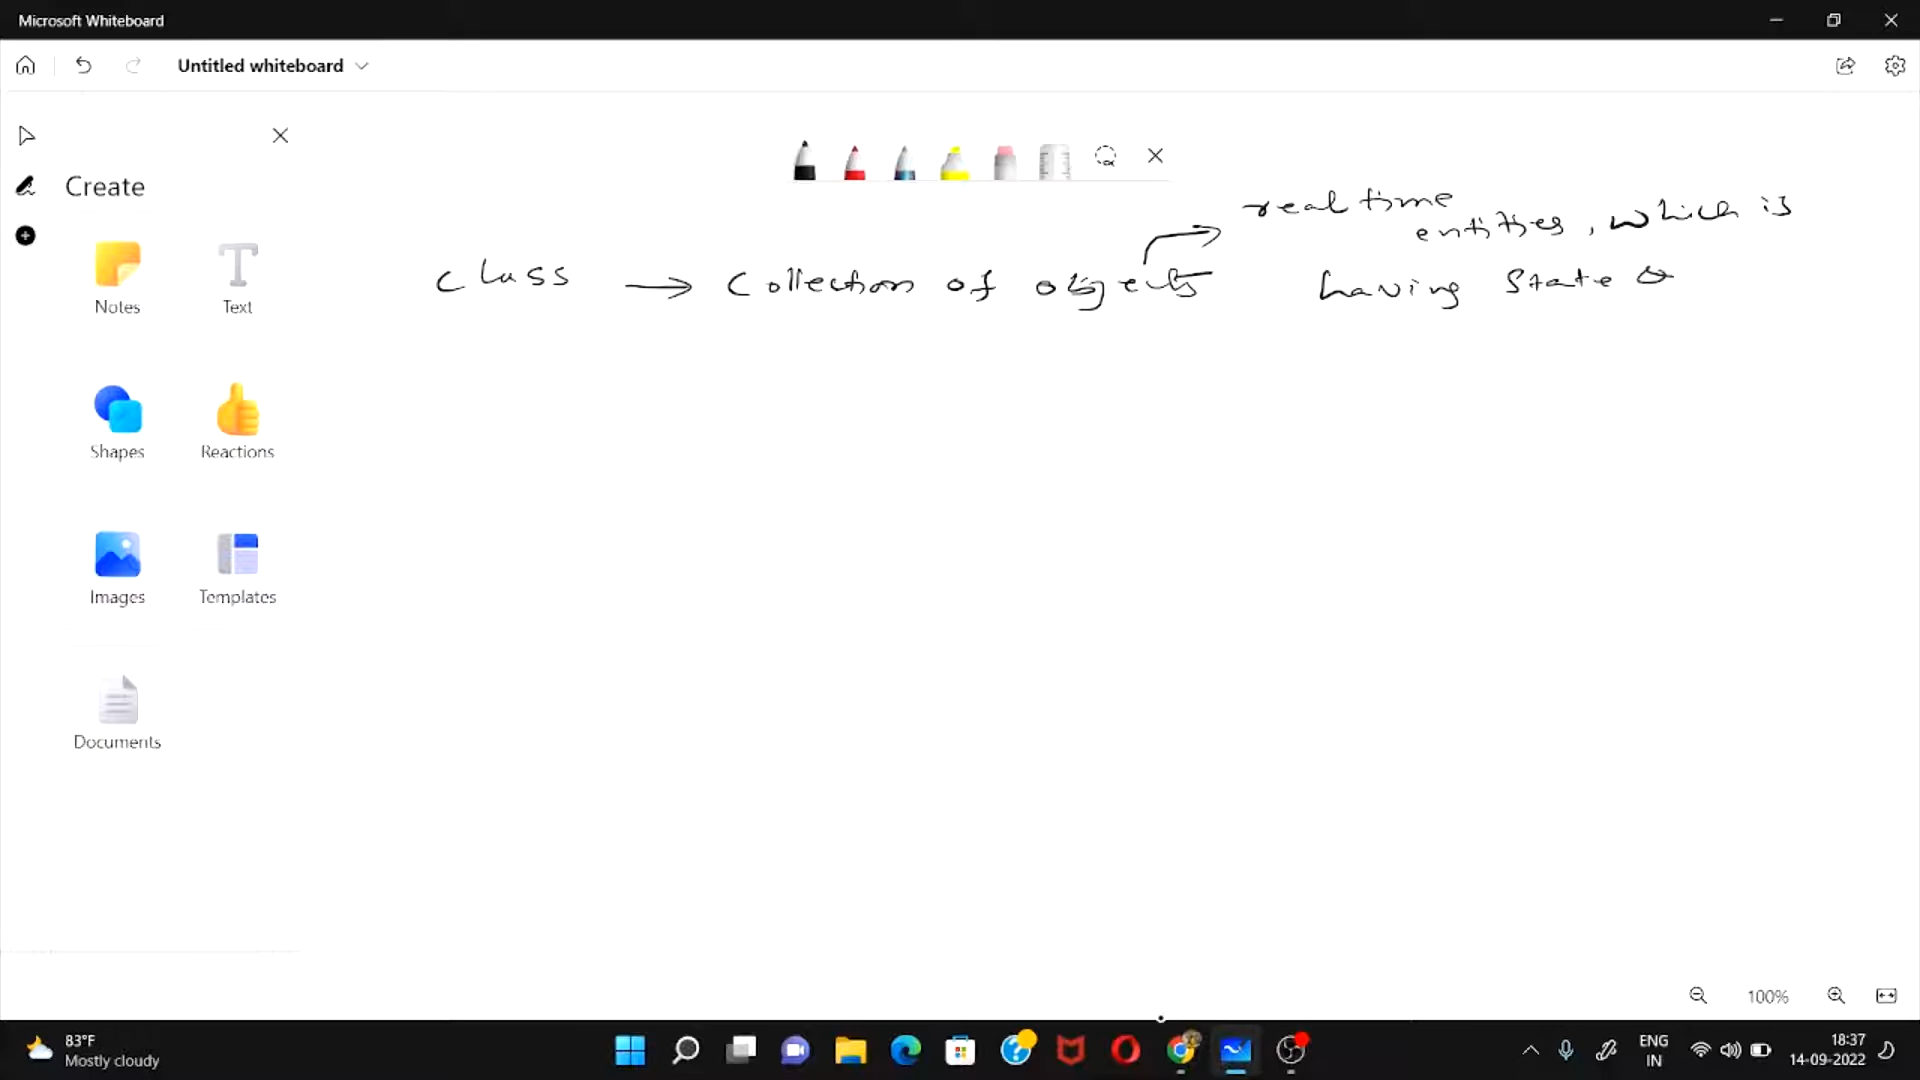 Microsoft Whiteboard
Untitled whiteboard
Create
Notes
Text
Shapes
Reactions
Images
Templates
Documents
real time
entities, which is
class → Collection of objects
having State &
100%
83°F
Mostly cloudy
ENG
IN
18:37
14-09-2022